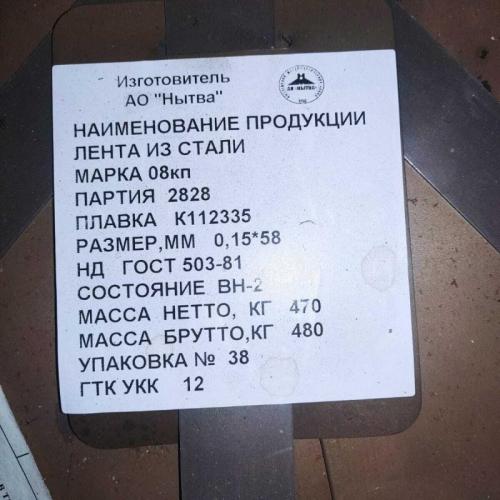 Изготовитель
АО "Нытва"
АО «НЫТВА»
НАИМЕНОВАНИЕ ПРОДУКЦИИ
ЛЕНТА ИЗ СТАЛИ
МАРКА 08кп
ПАРТИЯ 2828
ПЛАВКА К112335
РАЗМЕР,ММ 0,15*58
НД ГОСТ 503-81
СОСТОЯНИЕ ВН-2
МАССА НЕТТО, КГ 470
МАССА БРУТТО,КГ 480
УПАКОВКА № 38
ГТК УКК 12